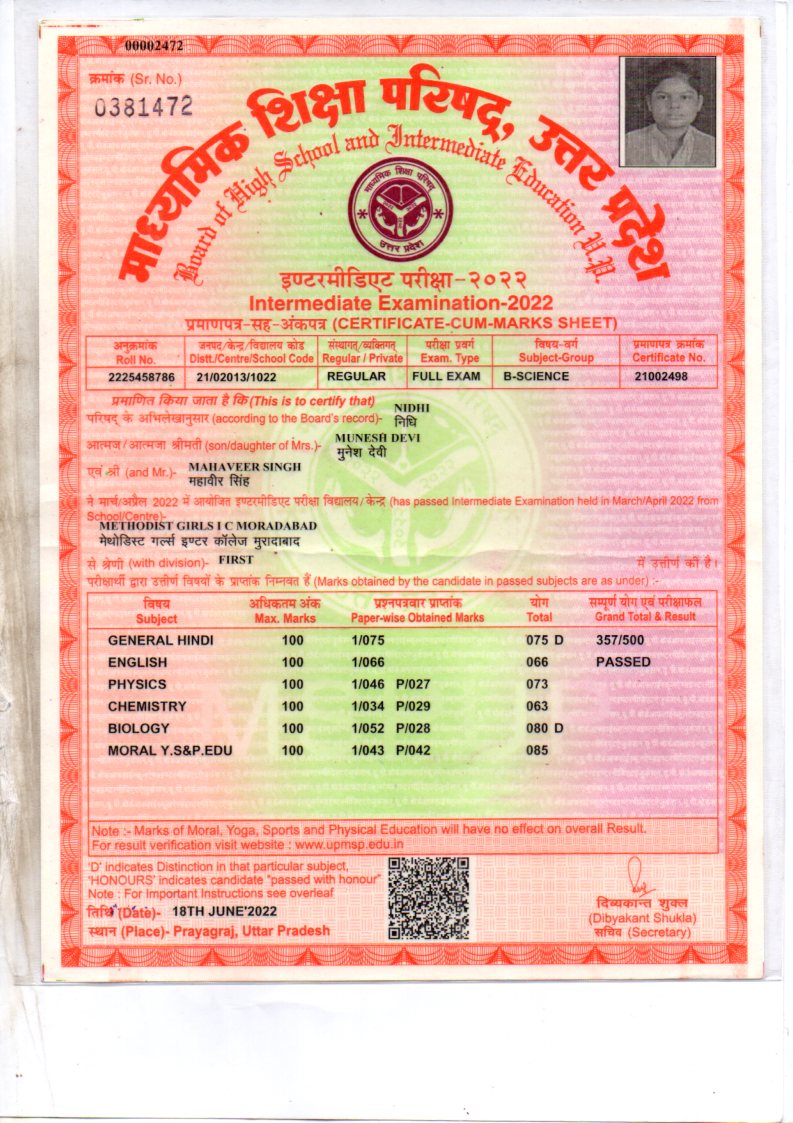 00002472
क्रमांक (Sr. No.)
0381472
माध्यमिक शिक्षा परिषद्, उत्तर प्रदेश
Board of High School and Intermediate Education U.P.
माध्यमिक शिक्षा परिषद्
उत्तर प्रदेश
इण्टरमीडिएट परीक्षा-२०२२
Intermediate Examination-2022
प्रमाणपत्र-सह-अंकपत्र (CERTIFICATE-CUM-MARKS SHEET)
अनुक्रमांक जनपद/केन्द्र/विद्यालय कोड संस्थागत/व्यक्तिगत् परीक्षा प्रवर्ग विषय-वर्ग प्रमाणपत्र क्रमांक
Roll No. Distt./Centre/School Code Regular / Private Exam. Type Subject-Group Certificate No.
2225458786 21/02013/1022 REGULAR FULL EXAM B-SCIENCE 21002498
प्रमाणित किया जाता है कि (This is to certify that)
परिषद् के अभिलेखानुसार (according to the Board's record)- NIDHI
निधि
आत्मज/आत्मजा श्रीमती (son/daughter of Mrs.)- MUNESH DEVI
मुनेश देवी
एवं श्री (and Mr.)- MAHAVEER SINGH
महावीर सिंह
ने मार्च/अप्रैल 2022 में आयोजित इण्टरमीडिएट परीक्षा विद्यालय/केन्द्र (has passed Intermediate Examination held in March/April 2022 from
School/Centre)-
METHODIST GIRLS I C MORADABAD
मेथोडिस्ट गर्ल्स इण्टर कॉलेज मुरादाबाद
से श्रेणी (with division)- FIRST में उत्तीर्ण की है।
परीक्षार्थी द्वारा उत्तीर्ण विषयों के प्राप्तांक निम्नवत हैं (Marks obtained by the candidate in passed subjects are as under) :-
विषय अधिकतम अंक प्रश्नपत्रवार प्राप्तांक योग सम्पूर्ण योग एवं परीक्षाफल
Subject Max. Marks Paper-wise Obtained Marks Total Grand Total & Result
GENERAL HINDI 100 1/075 075 D 357/500
ENGLISH 100 1/066 066 PASSED
PHYSICS 100 1/046 P/027 073
CHEMISTRY 100 1/034 P/029 063
BIOLOGY 100 1/052 P/028 080 D
MORAL Y.S&P.EDU 100 1/043 P/042 085
Note :- Marks of Moral, Yoga, Sports and Physical Education will have no effect on overall Result.
For result verification visit website : www.upmsp.edu.in
'D' indicates Distinction in that particular subject,
'HONOURS' indicates candidate "passed with honour"
Note : For Important Instructions see overleaf
तिथि (Date)- 18TH JUNE'2022
स्थान (Place)- Prayagraj, Uttar Pradesh
दिव्यकान्त शुक्ल
(Dibyakant Shukla)
सचिव (Secretary)